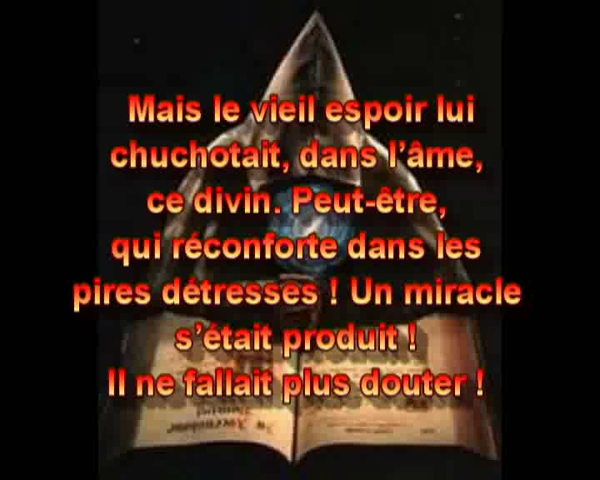 Mais le vieil espoir lui
chuchotait, dans l'âme,
ce divin. Peut-être,
qui réconforte dans les
pires détresses ! Un miracle
s'était produit !
Il ne fallait plus douter !